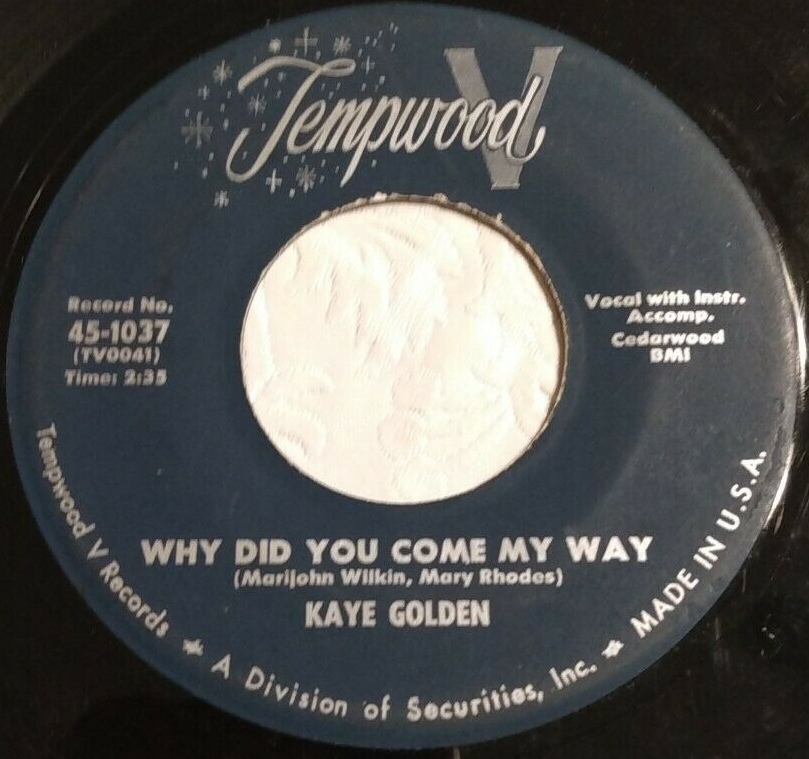 Tempwood V
Record No.
45-1037
(TV0041)
Time: 2:35
Vocal with Instr.
Accomp.
Cedarwood
BMI
WHY DID YOU COME MY WAY
(Marijohn Wilkin, Mary Rhodes)
KAYE GOLDEN
Tempwood V Records * A Division of Securities, Inc. * MADE IN U.S.A.